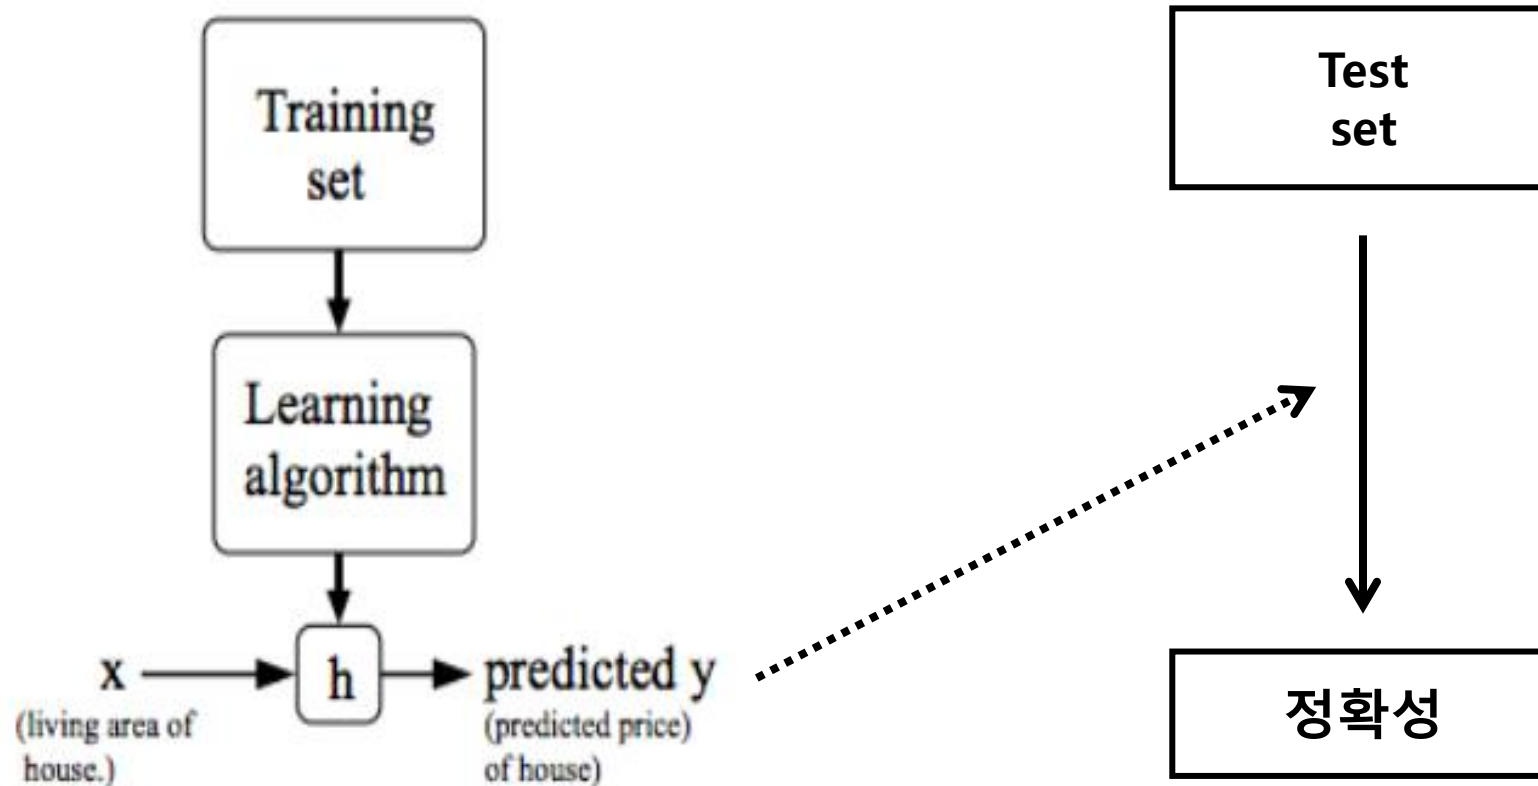 Training
set
Learning
algorithm
x
(living area of
house.)
h
predicted y
(predicted price)
of house)
Test
set
정확성